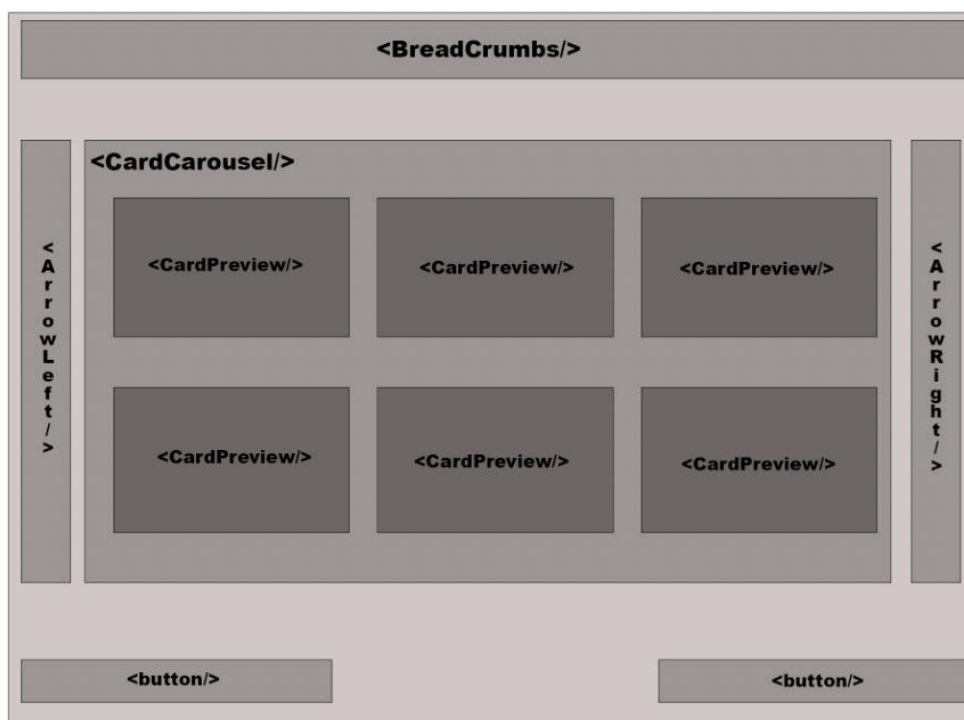 <BreadCrumbs/>
<CardCarousel/>
<ArrowLeft/>
<CardPreview/>
<CardPreview/>
<CardPreview/>
<ArrowRight/>
<CardPreview/>
<CardPreview/>
<CardPreview/>
<button/>
<button/>